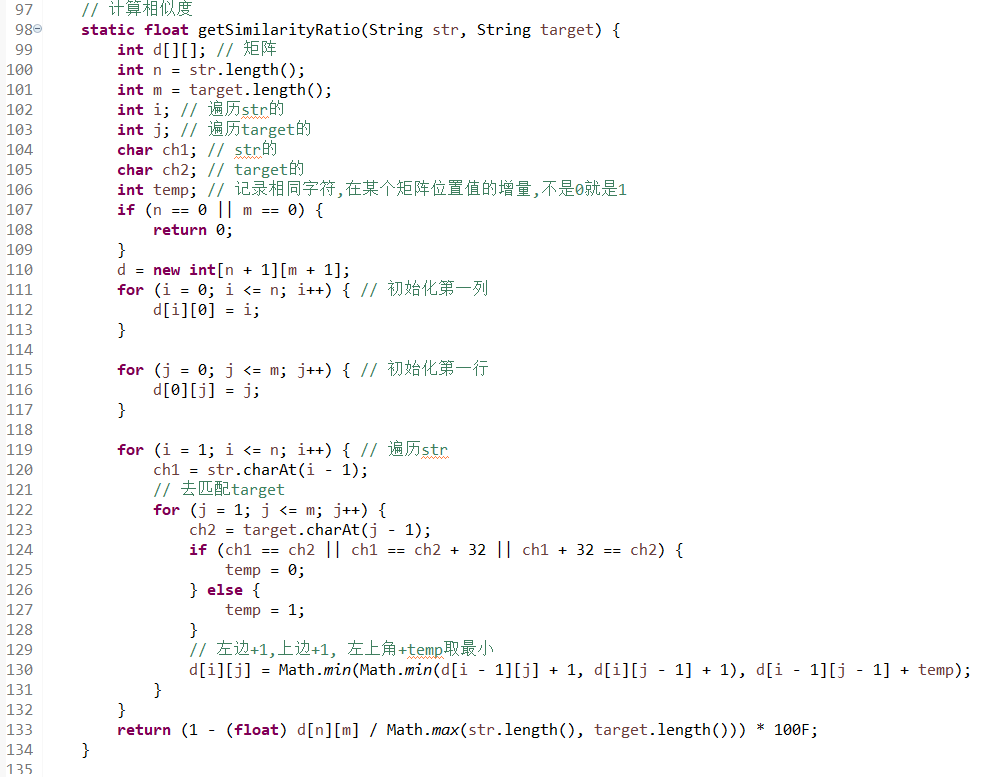 97 // 计算相似度
98 static float getSimilarityRatio(String str, String target) {
99 int d[][]; // 矩阵
100 int n = str.length();
101 int m = target.length();
102 int i; // 遍历str的
103 int j; // 遍历target的
104 char ch1; // str的
105 char ch2; // target的
106 int temp; // 记录相同字符,在某个矩阵位置值的增量,不是0就是1
107 if (n == 0 || m == 0) {
108 return 0;
109 }
110 d = new int[n + 1][m + 1];
111 for (i = 0; i <= n; i++) { // 初始化第一列
112 d[i][0] = i;
113 }
114
115 for (j = 0; j <= m; j++) { // 初始化第一行
116 d[0][j] = j;
117 }
118
119 for (i = 1; i <= n; i++) { // 遍历str
120 ch1 = str.charAt(i - 1);
121 // 去匹配target
122 for (j = 1; j <= m; j++) {
123 ch2 = target.charAt(j - 1);
124 if (ch1 == ch2 || ch1 == ch2 + 32 || ch1 + 32 == ch2) {
125 temp = 0;
126 } else {
127 temp = 1;
128 }
129 // 左边+1,上边+1, 左上角+temp取最小
130 d[i][j] = Math.min(Math.min(d[i - 1][j] + 1, d[i][j - 1] + 1), d[i - 1][j - 1] + temp);
131 }
132 }
133 return (1 - (float) d[n][m] / Math.max(str.length(), target.length())) * 100F;
134 }
135